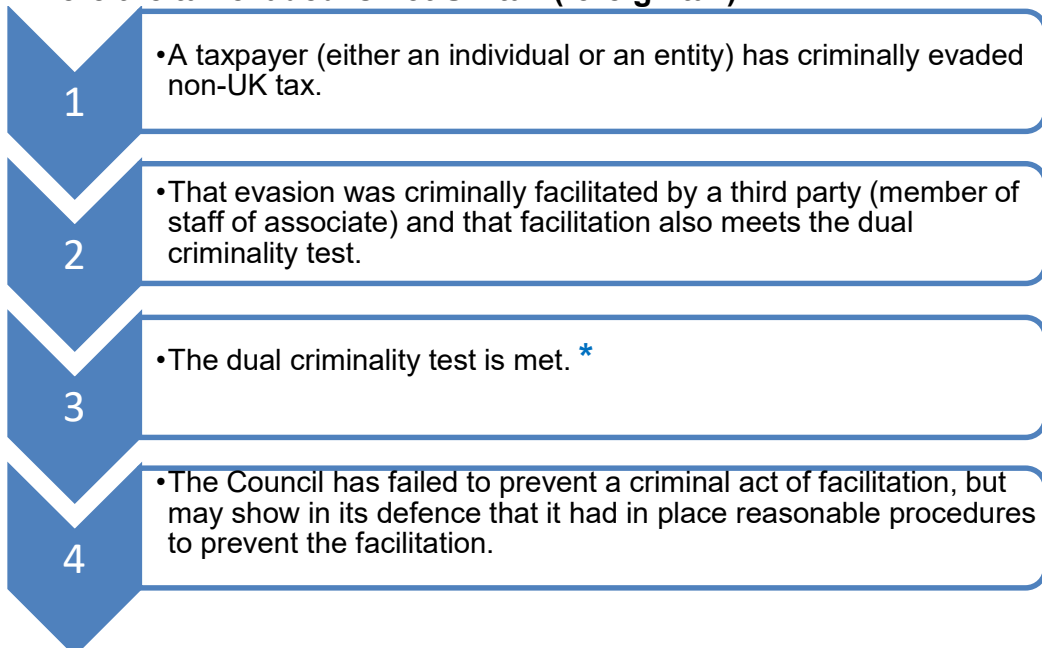 1
•A taxpayer (either an individual or an entity) has criminally evaded
non-UK tax.
2
•That evasion was criminally facilitated by a third party (member of
staff of associate) and that facilitation also meets the dual
criminality test.
3
•The dual criminality test is met. *
4
•The Council has failed to prevent a criminal act of facilitation, but
may show in its defence that it had in place reasonable procedures
to prevent the facilitation.